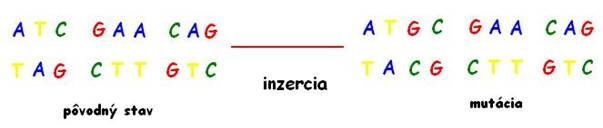 ATC GAA CAG
TAG CTT GTC
pôvodný stav
inzercia
ATGC GAA CAG
TACG CTT GTC
mutácia